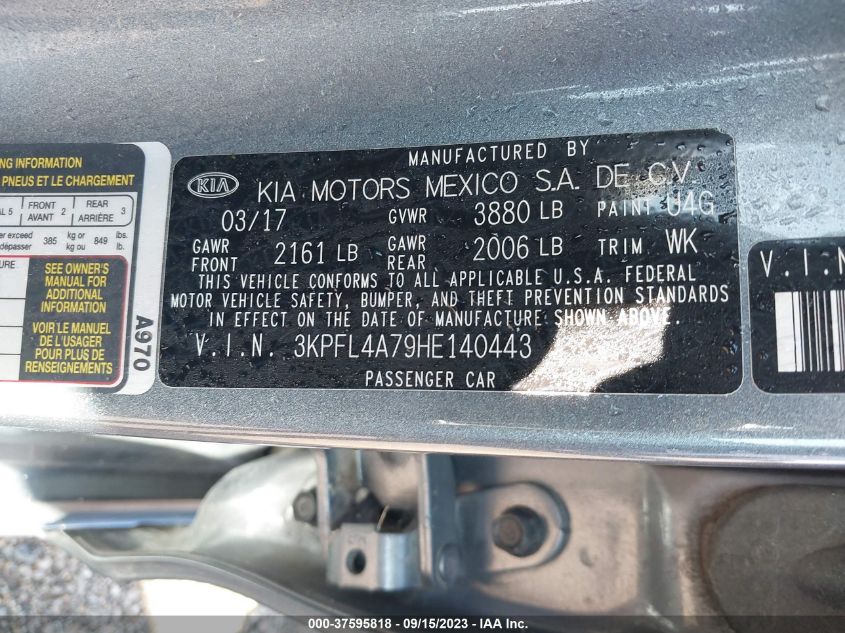 NG INFORMATION
PNEUS ET LE CHARGEMENT
AL 5 FRONT AVANT 2 REAR ARRIÈRE 3
er exceed dépasser 385 kg or kg ou 849 lbs. lb.
URE
SEE OWNER'S
MANUAL FOR
ADDITIONAL
INFORMATION
VOIR LE MANUEL
DE L'USAGER
POUR PLUS DE
RENSEIGNEMENTS
A970
MANUFACTURED BY
KIA KIA MOTORS MEXICO S.A. DE C.V
03/17 GVWR 3880 LB PAINT U4G
GAWR FRONT 2161 LB GAWR REAR 2006 LB TRIM WK
THIS VEHICLE CONFORMS TO ALL APPLICABLE U.S.A. FEDERAL
MOTOR VEHICLE SAFETY, BUMPER, AND THEFT PREVENTION STANDARDS
IN EFFECT ON THE DATE OF MANUFACTURE SHOWN ABOVE.
V.I.N. 3KPFL4A79HE140443
PASSENGER CAR
V.I.N
000-37595818 - 09/15/2023 - IMPACT AUTO AUCTIONS